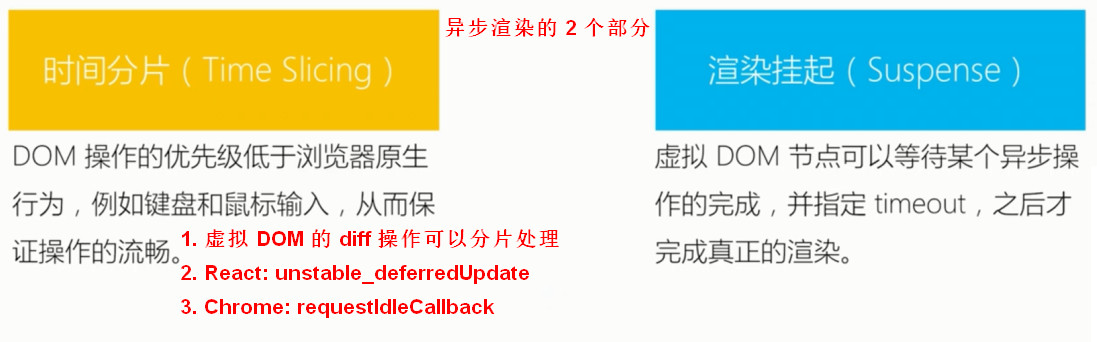 异步渲染的 2 个部分
时间分片（Time Slicing）
DOM 操作的优先级低于浏览器原生
行为，例如键盘和鼠标输入，从而保
证操作的流畅。
1. 虚拟 DOM 的 diff 操作可以分片处理
2. React: unstable_deferredUpdate
3. Chrome: requestIdleCallback
渲染挂起（Suspense）
虚拟 DOM 节点可以等待某个异步操
作的完成，并指定 timeout，之后才
完成真正的渲染。